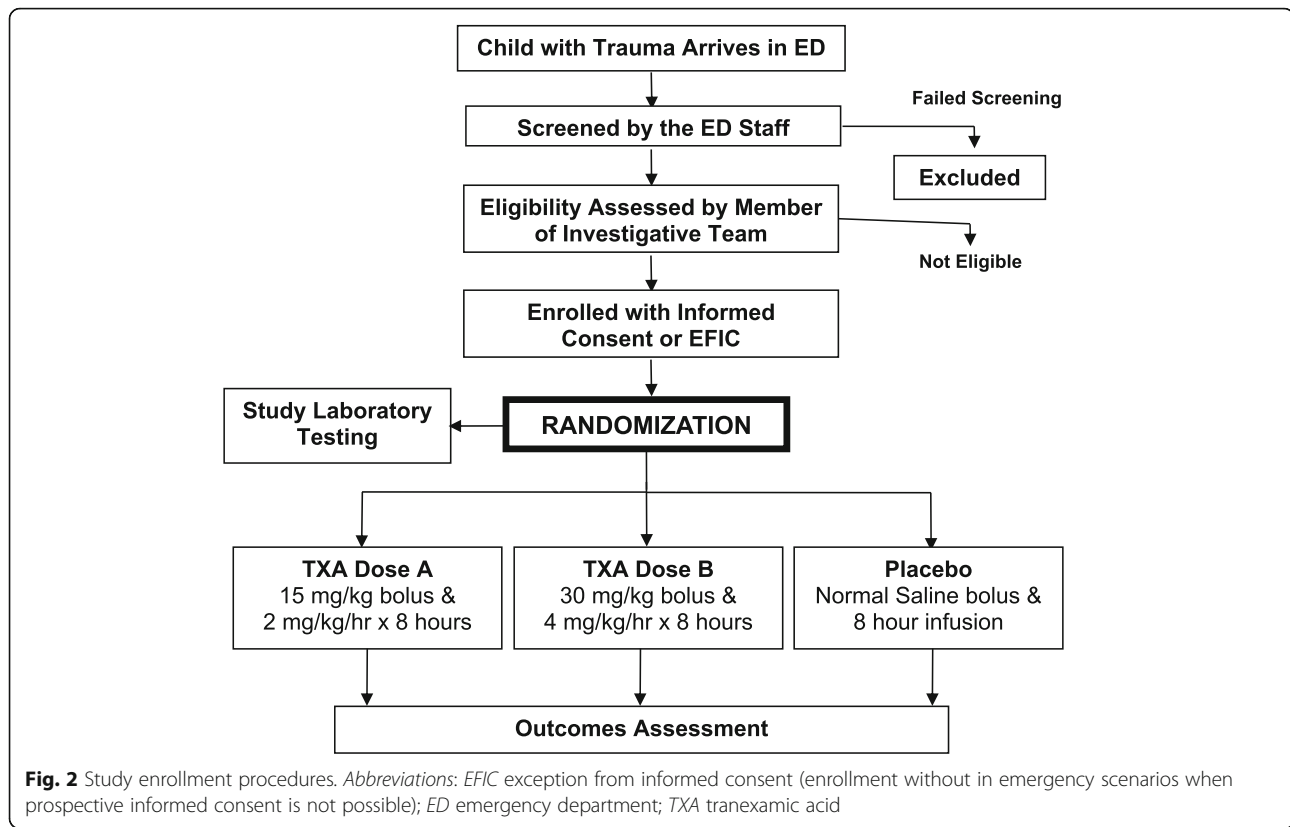 Child with Trauma Arrives in ED
Failed Screening
Screened by the ED Staff
Excluded
Eligibility Assessed by Member
of Investigative Team
Not Eligible
Enrolled with Informed
Consent or EFIC
Study Laboratory
Testing
RANDOMIZATION
TXA Dose A
15 mg/kg bolus &
2 mg/kg/hr x 8 hours
TXA Dose B
30 mg/kg bolus &
4 mg/kg/hr x 8 hours
Placebo
Normal Saline bolus &
8 hour infusion
Outcomes Assessment
Fig. 2 Study enrollment procedures. Abbreviations: EFIC exception from informed consent (enrollment without in emergency scenarios when
prospective informed consent is not possible); ED emergency department; TXA tranexamic acid